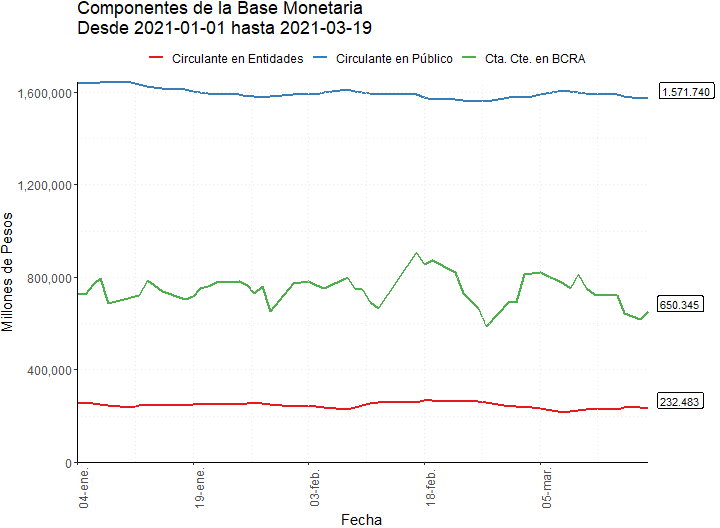 Componentes de la Base Monetaria
Desde 2021-01-01 hasta 2021-03-19
Circulante en Entidades Circulante en Público Cta. Cte. en BCRA
Millones de Pesos
1,600,000
1,200,000
800,000
400,000
0
1.571.740
650.345
232.483
04-ene.
19-ene.
03-feb.
18-feb.
05-mar.
Fecha